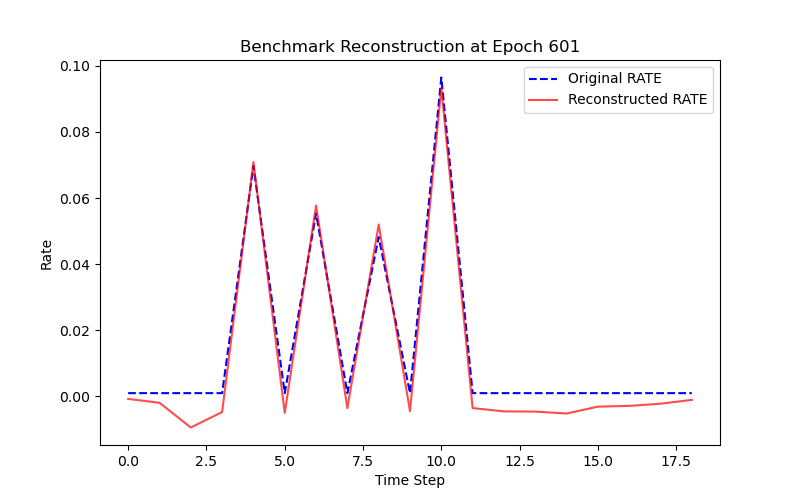 Benchmark Reconstruction at Epoch 601
Original RATE
Reconstructed RATE
Rate
0.10
0.08
0.06
0.04
0.02
0.00
0.0 2.5 5.0 7.5 10.0 12.5 15.0 17.5
Time Step